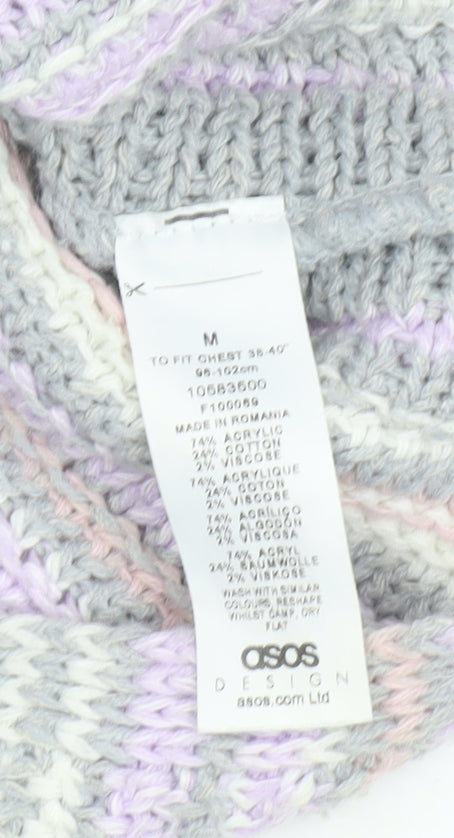 M
TO FIT CHEST 38-40"
96-102cm
10583500
F100069
MADE IN ROMANIA
74% ACRYLIC
24% COTTON
2% VISCOSE
74% ACRYLIQUE
24% COTON
2% VISCOSE
74% ACRÍLICO
24% ALGODÓN
2% VISCOSA
74% ACRYL
24% BAUMWOLLE
2% VISKOSE
WASH WITH SIMILAR
COLOURS, RESHAPE
WHILST DAMP, DRY
FLAT
asos
DESIGN
asos.com Ltd